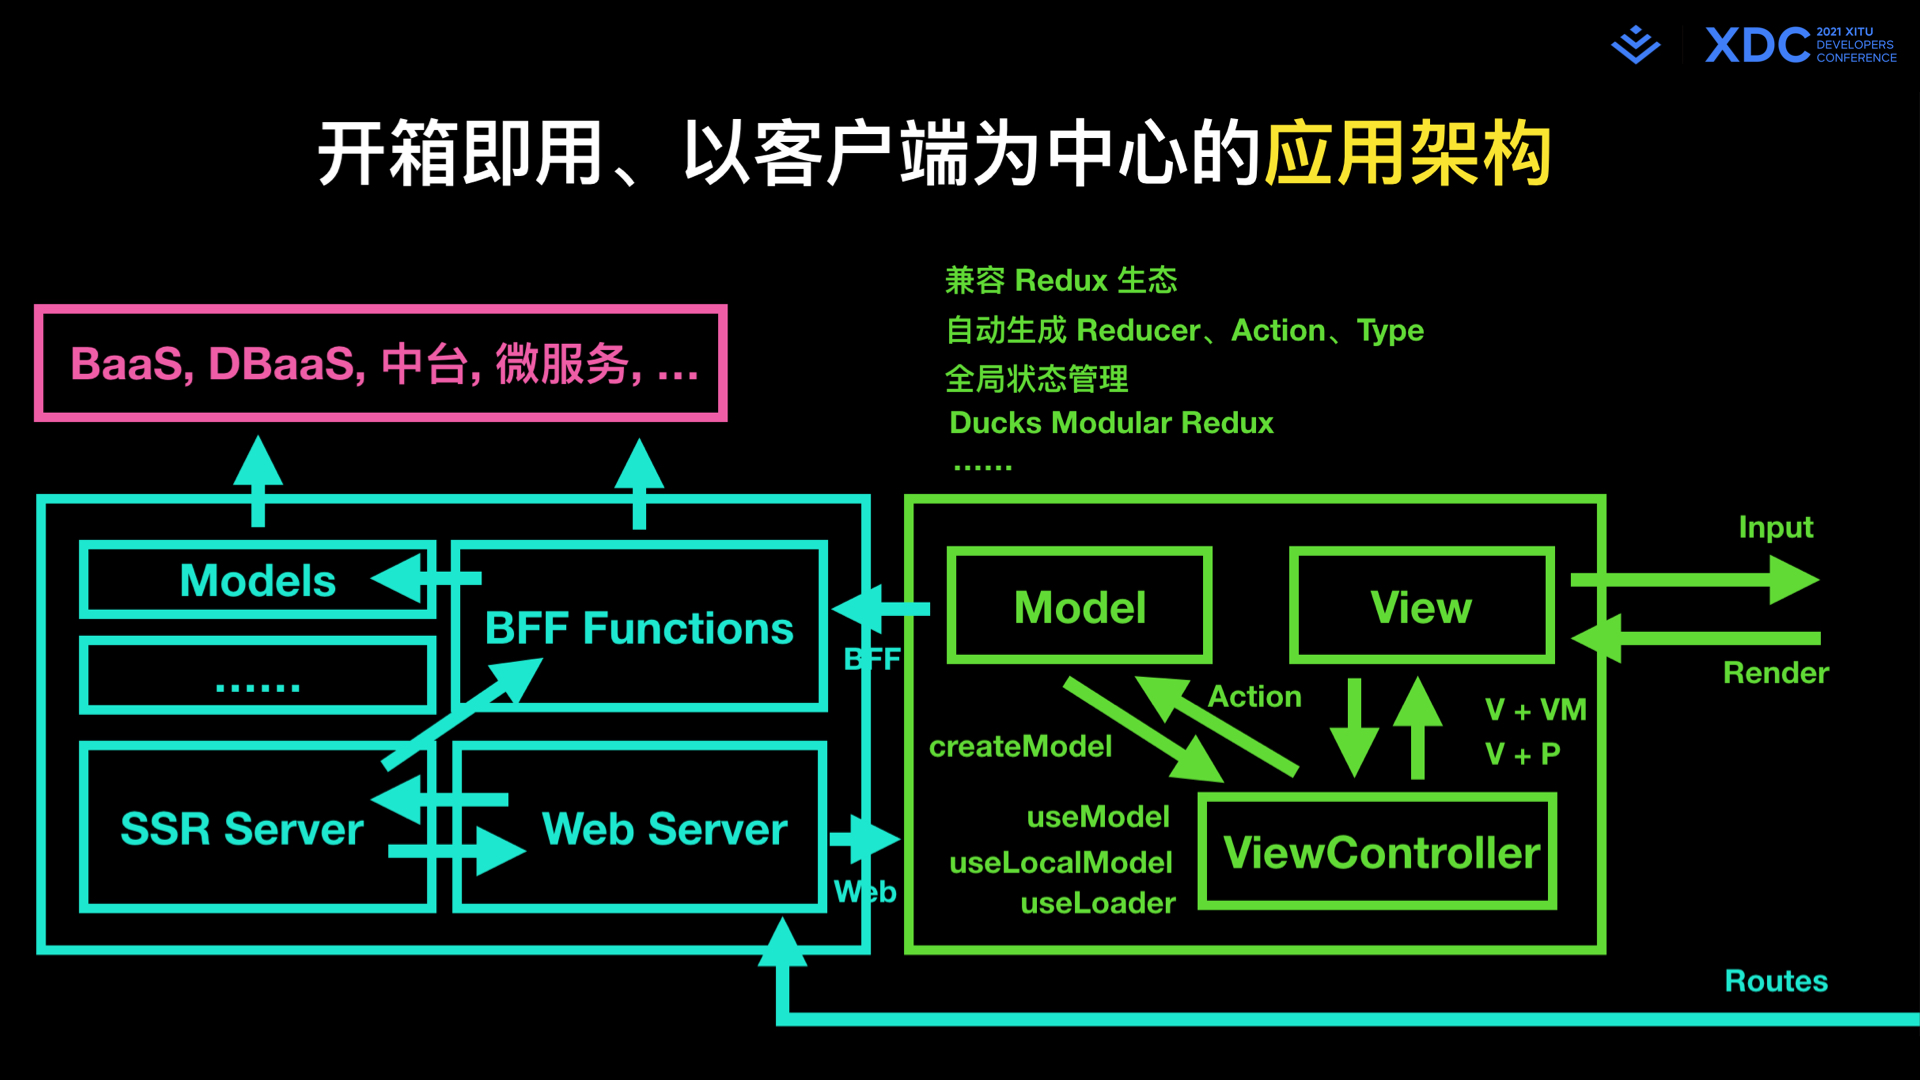 XDC
2021 XITU
DEVELOPERS
CONFERENCE
开箱即用、以客户端为中心的应用架构
兼容 Redux 生态
自动生成 Reducer、Action、Type
全局状态管理
Ducks Modular Redux
......
BaaS, DBaaS, 中台, 微服务, ...
Models
......
BFF Functions
SSR Server
Web Server
BFF
Web
Model
View
Action
createModel
V + VM
V + P
useModel
useLocalModel
useLoader
ViewController
Input
Render
Routes